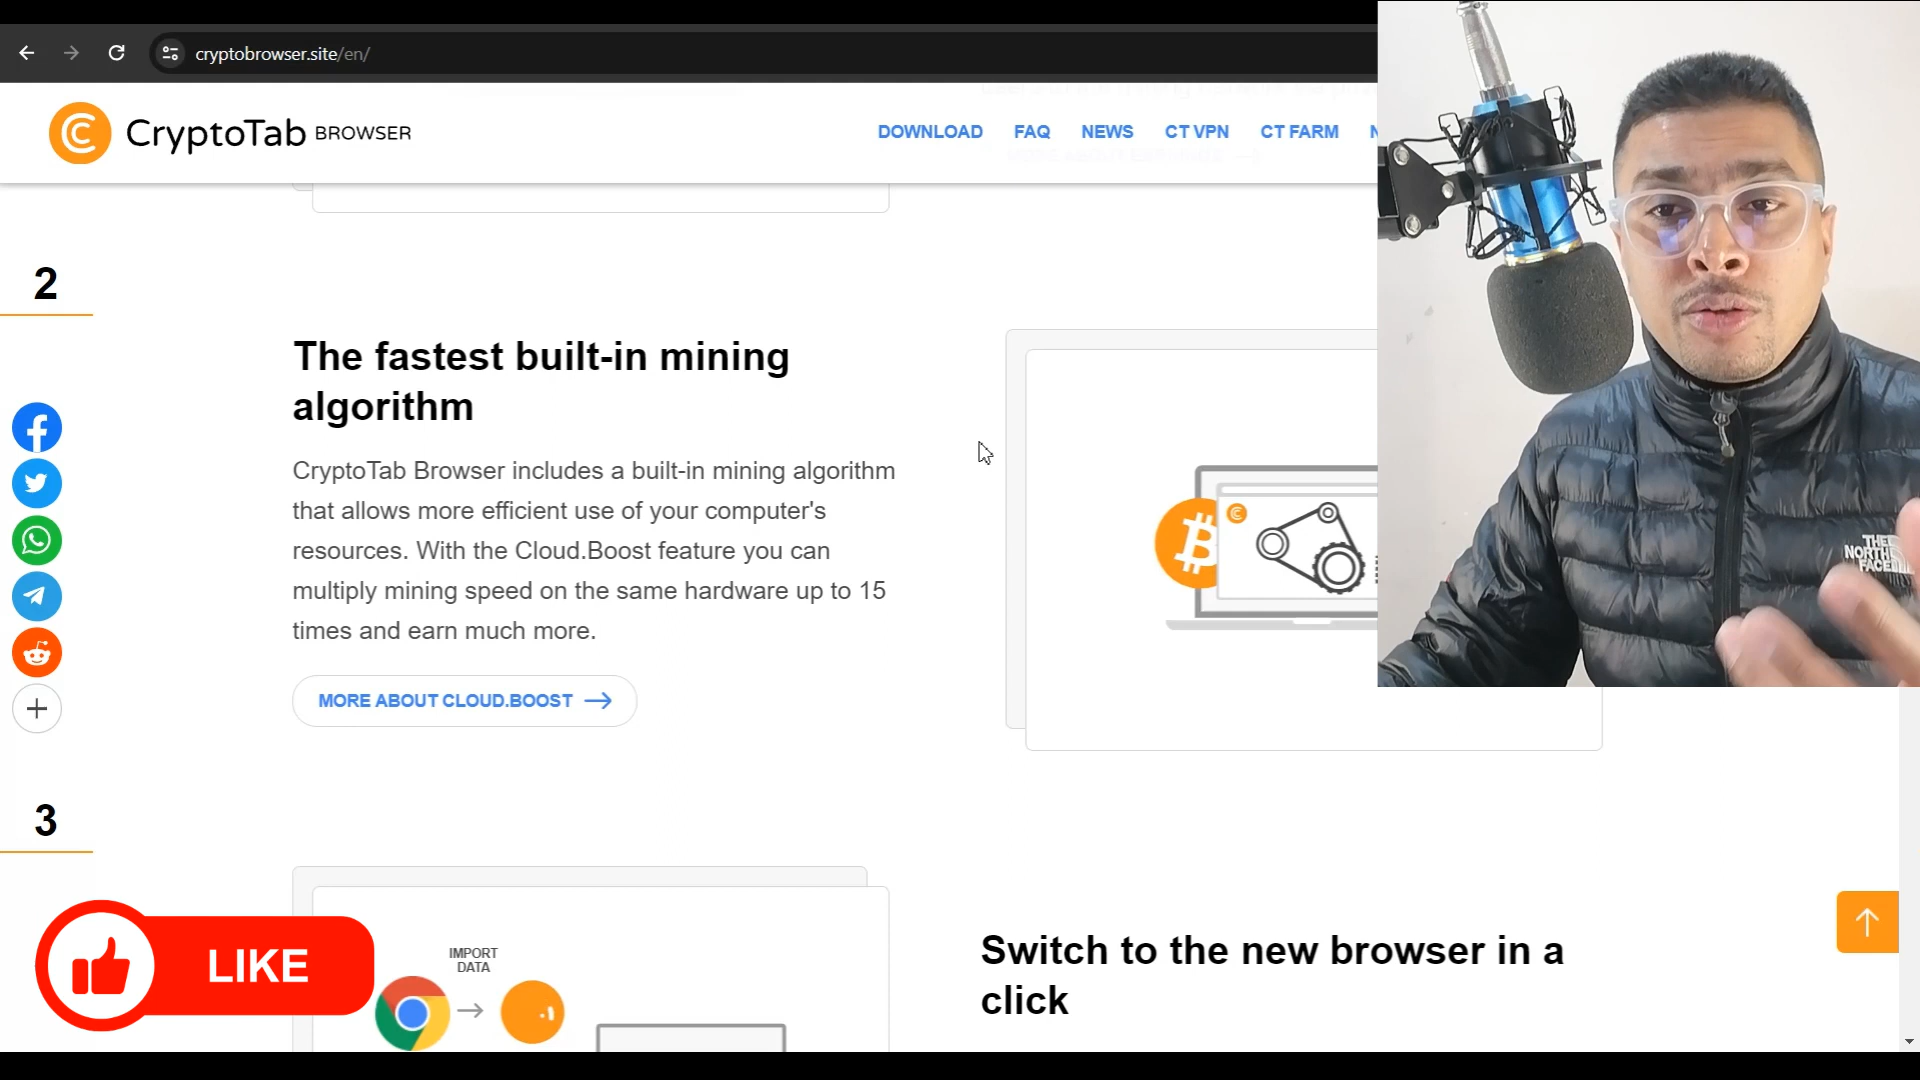 cryptobrowser.site/en/
CryptoTab BROWSER
DOWNLOAD FAQ NEWS CT VPN CT FARM
2
The fastest built-in mining
algorithm
CryptoTab Browser includes a built-in mining algorithm
that allows more efficient use of your computer's
resources. With the Cloud.Boost feature you can
multiply mining speed on the same hardware up to 15
times and earn much more.
MORE ABOUT CLOUD.BOOST
THE
NORTH
FACE
3
IMPORT
DATA
LIKE
Switch to the new browser in a
click